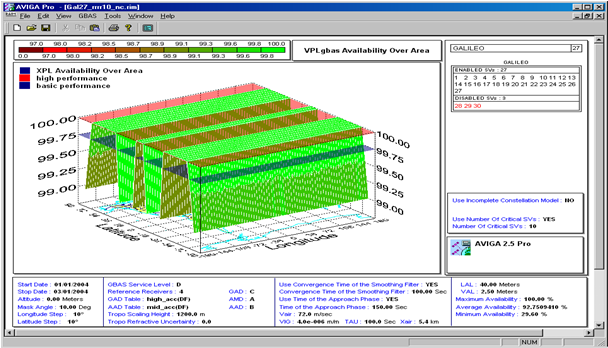 AVIGA Pro - [Gal27_mr10_nc.rim]
File Edit View GBAS Tools Window Help
97.0 98.0 98.2 98.5 98.7 98.9 99.1 99.3 99.6 99.8 100.0
0.0 97.0 98.0 98.2 98.5 98.7 98.9 99.1 99.3 99.6 99.8
VPLgbas Availability Over Area
GALILEO 27
XPL Availability Over Area
high performance
basic performance
GALILEO
ENABLED SVs : 27
1 2 3 4 5 6 7 8 9 10 11 12 13
14 15 16 17 18 19 20 21 22 23 24 25 26
27
DISABLED SVs : 3
28 29 30
100.00
99.75
99.50
99.25
99.00
100.00
99.75
99.50
99.25
99.00
Latitude
Longitude
Use Incomplete Constellation Model : NO
Use Number Of Critical SVs : YES
Number Of Critical SVs : 10
AVIGA 2.5 Pro
Start Date : 01/01/2004
Stop Date : 03/01/2004
Altitude : 0.00 Meters
Mask Angle : 10.00 Deg
Longitude Step : 10°
Latitude Step : 10°
GBAS Service Level : D
Reference Receivers : 4 GAD : C
GAD Table : high_acc(DF) AMD : A
AAD Table : mid_acc(DF) AAD : B
Tropo Scaling Height : 1200.0 m
Tropo Refractive Uncertainty : 0.0
Use Convergence Time of the Smoothing Filter : YES
Convergence Time of the Smoothing Filter : 100.00 Sec
Use Time of the Approach Phase : YES
Time of the Approach Phase : 150.00 Sec
Vair : 72.0 m/sec
VIG : 4.0e-006 m/m TAU : 100.0 Sec Xair : 5.4 km
LAL : 40.00 Meters
VAL : 2.50 Meters
Maximum Availability : 100.00 %
Average Availability : 92.7509410 %
Minimum Availability : 29.60 %
NUM